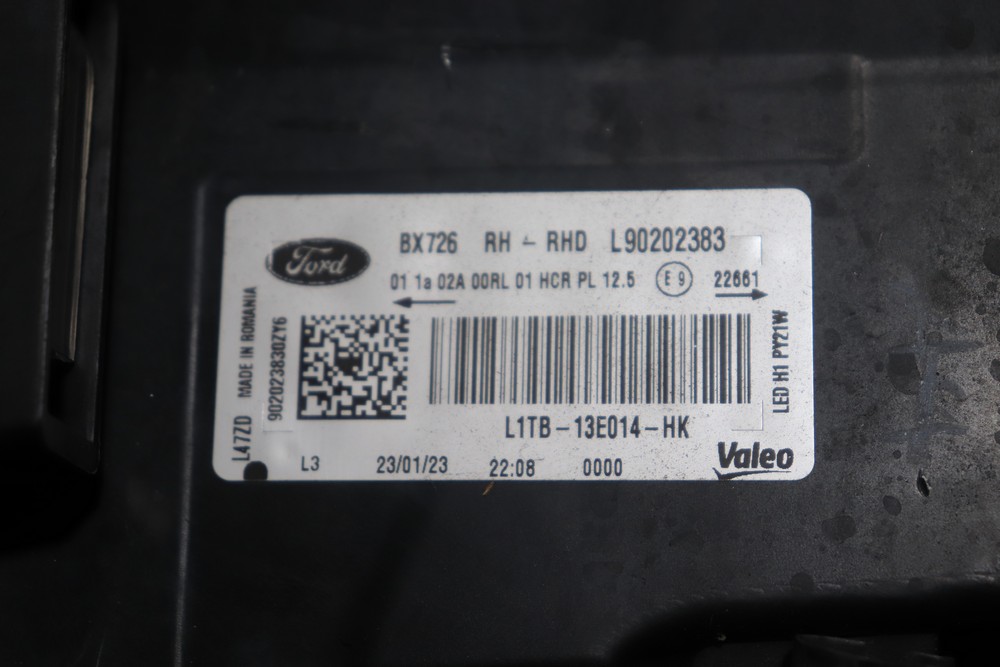 Ford
BX726 RH - RHD L90202383
01 1a 02A 00RL 01 HCR PL 12.5 E9 22661
MADE IN ROMANIA
L47ZD
902023830ZY6
LED H1 PY21W
L1TB-13E014-HK
L3 23/01/23 22:08 0000
Valeo